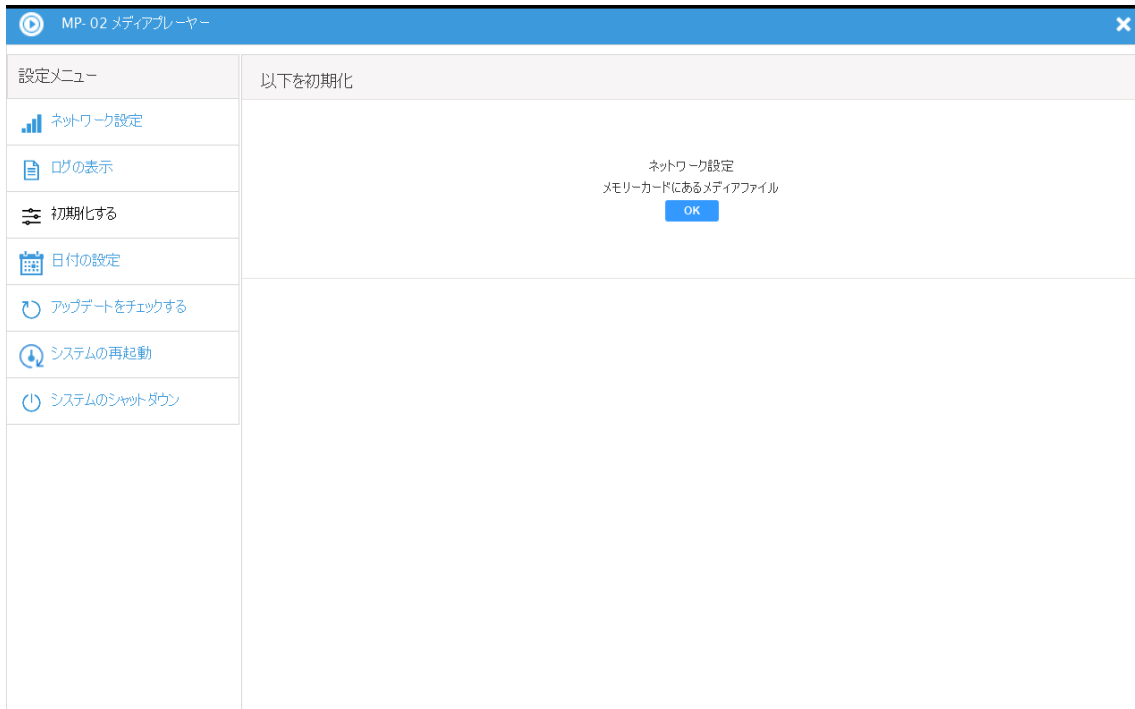 MP- 02 メディアプレーヤー
設定メニュー
ネットワーク設定
ログの表示
初期化する
日付の設定
アップデートをチェックする
システムの再起動
システムのシャットダウン
以下を初期化
ネットワーク設定
メモリーカードにあるメディアファイル
OK